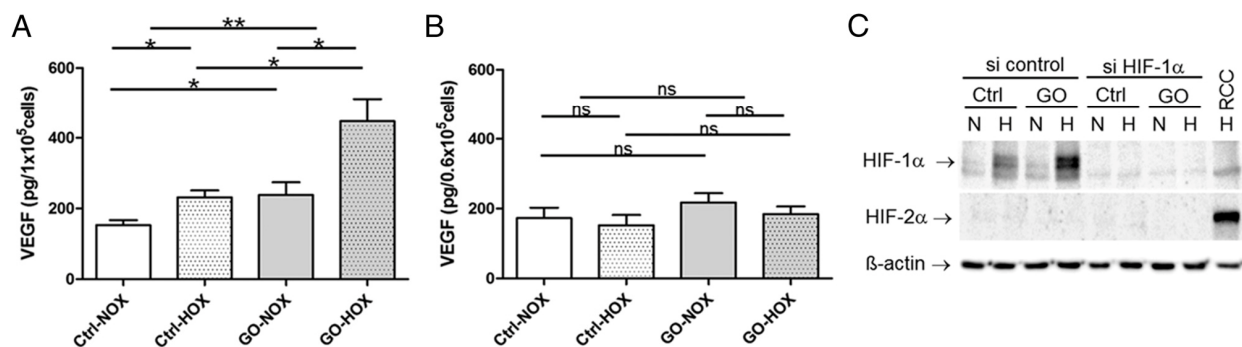 A
**
* *
*
*
VEGF (pg/1x10⁵cells)
600
400
200
0
Ctrl-NOX
Ctrl-HOX
GO-NOX
GO-HOX
B
ns
ns ns
ns
ns
VEGF (pg/0.6x10⁵cells)
600
400
200
0
Ctrl-NOX
Ctrl-HOX
GO-NOX
GO-HOX
C
si control si HIF-1α
Ctrl GO Ctrl GO RCC
N H N H N H N H H
HIF-1α →
HIF-2α →
ß-actin →